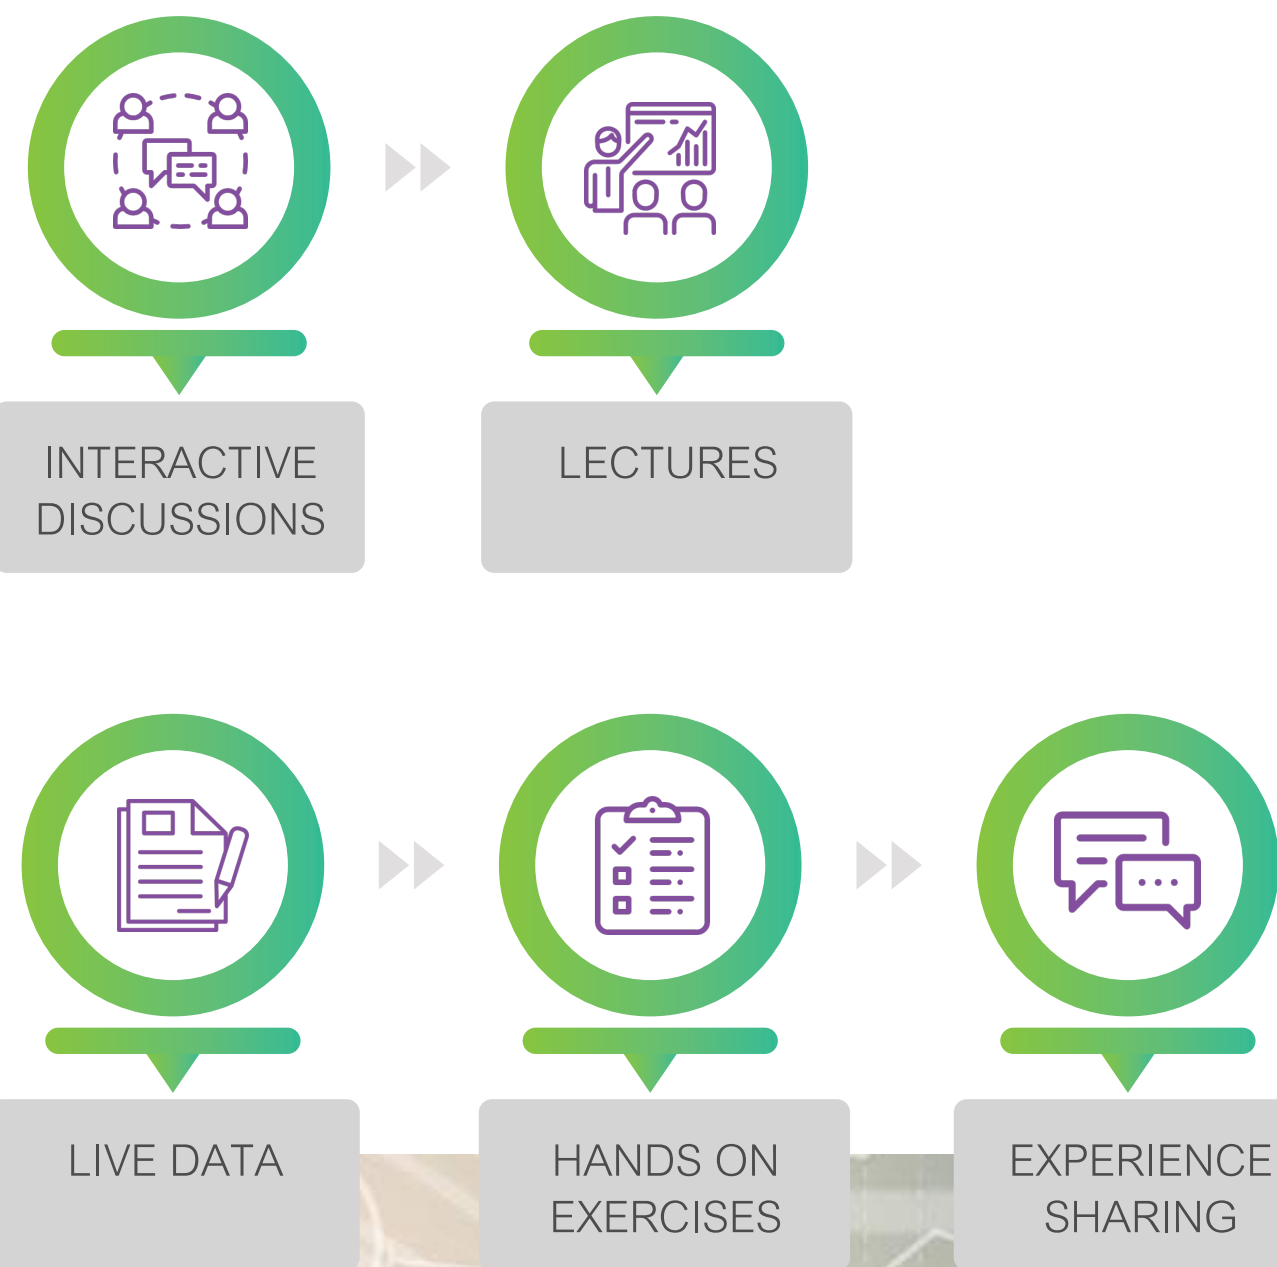 INTERACTIVE
DISCUSSIONS
LECTURES
LIVE DATA
HANDS ON
EXERCISES
EXPERIENCE
SHARING